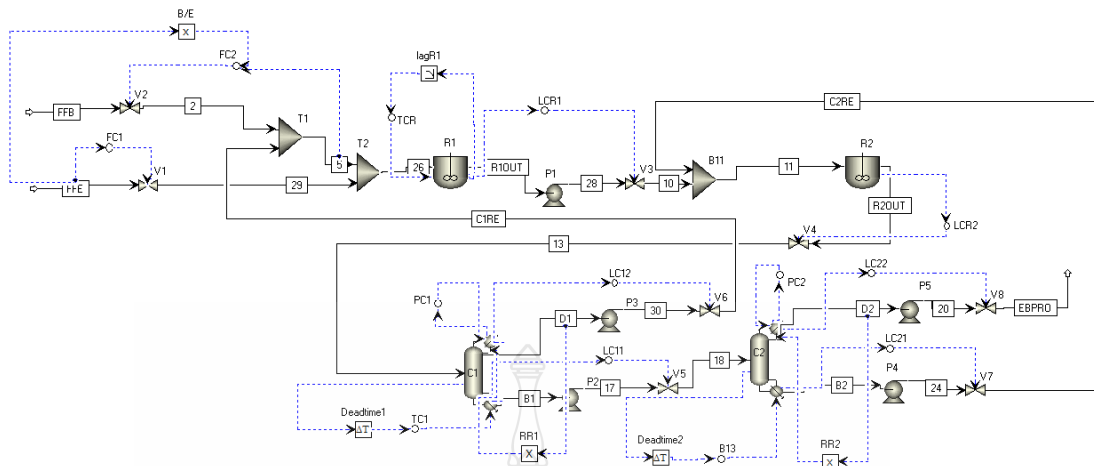 B/E
X
FC2
lagR1
C2RE
V2
FFB
2
T1
TCR
LCR1
R1
R2
FC1
V1
5
T2
26
R1OUT
V3
B11
11
FFE
29
P1
28
10
R2OUT
C1RE
V4
LCR2
13
PC1
LC12
PC2
LC22
P3
V6
P5
V8
D1
30
D2
20
EBPRO
LC11
LC21
C1
V5
18
C2
P2
17
P4
V7
B1
B2
24
Deadtime1
TC1
ΔT
RR1
X
Deadtime2
B13
ΔT
RR2
X